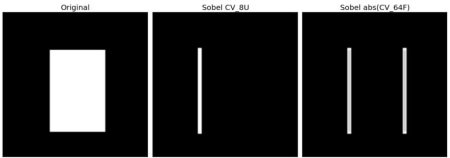 Original
Sobel CV_8U
Sobel abs(CV_64F)